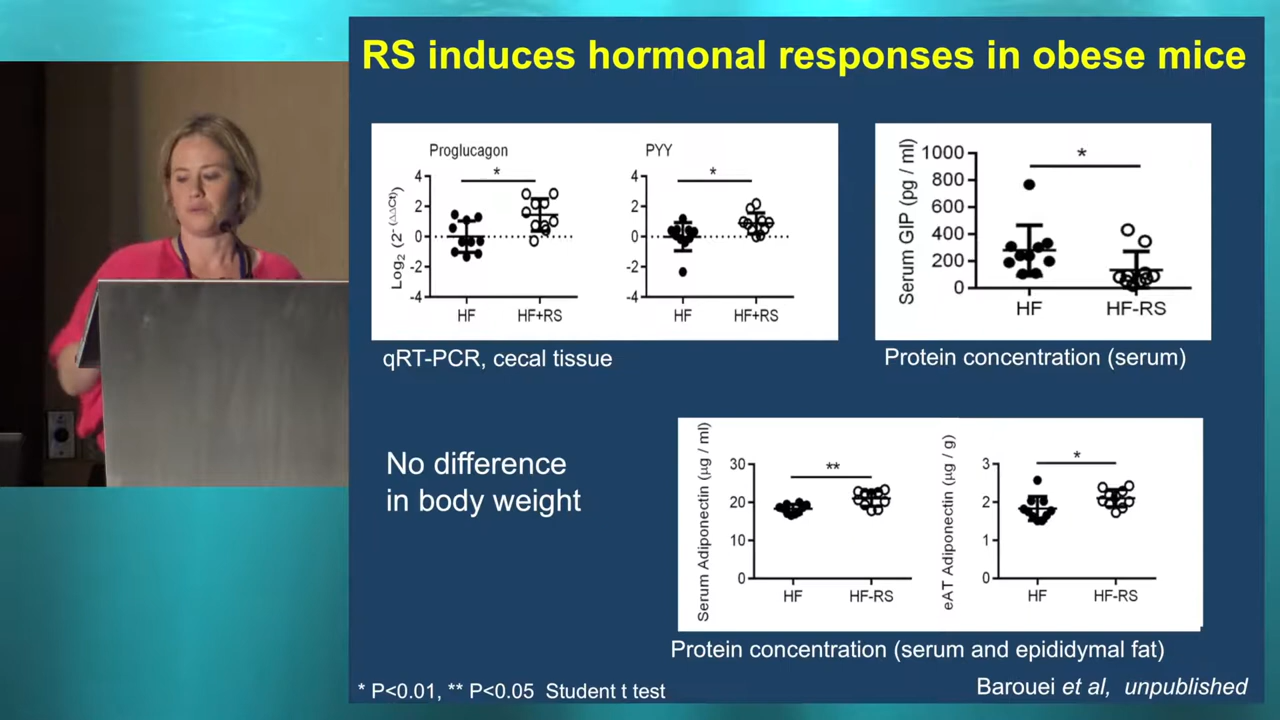 RS induces hormonal responses in obese mice
Proglucagon
*
4
2
0
-2
-4
Log2 (2-(ΔΔCt)
HF
HF+RS
PYY
*
4
2
0
-2
-4
HF
HF+RS
qRT-PCR, cecal tissue
Serum GIP (pg / ml)
*
1000
800
600
400
200
0
HF
HF-RS
Protein concentration (serum)
No difference
in body weight
Serum Adiponectin (µg / ml)
**
30
20
10
0
HF
HF-RS
eAT Adiponectin (µg / g)
*
3
2
1
0
HF
HF-RS
Protein concentration (serum and epididymal fat)
* P<0.01, ** P<0.05 Student t test
Barouei et al, unpublished